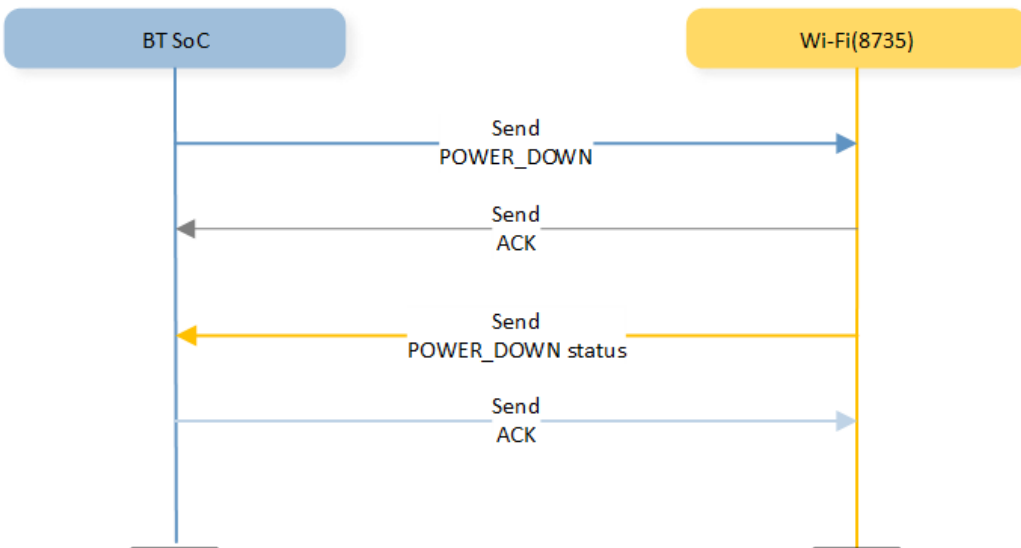 BT SoC
Wi-Fi(8735)
Send
POWER_DOWN
Send
ACK
Send
POWER_DOWN status
Send
ACK